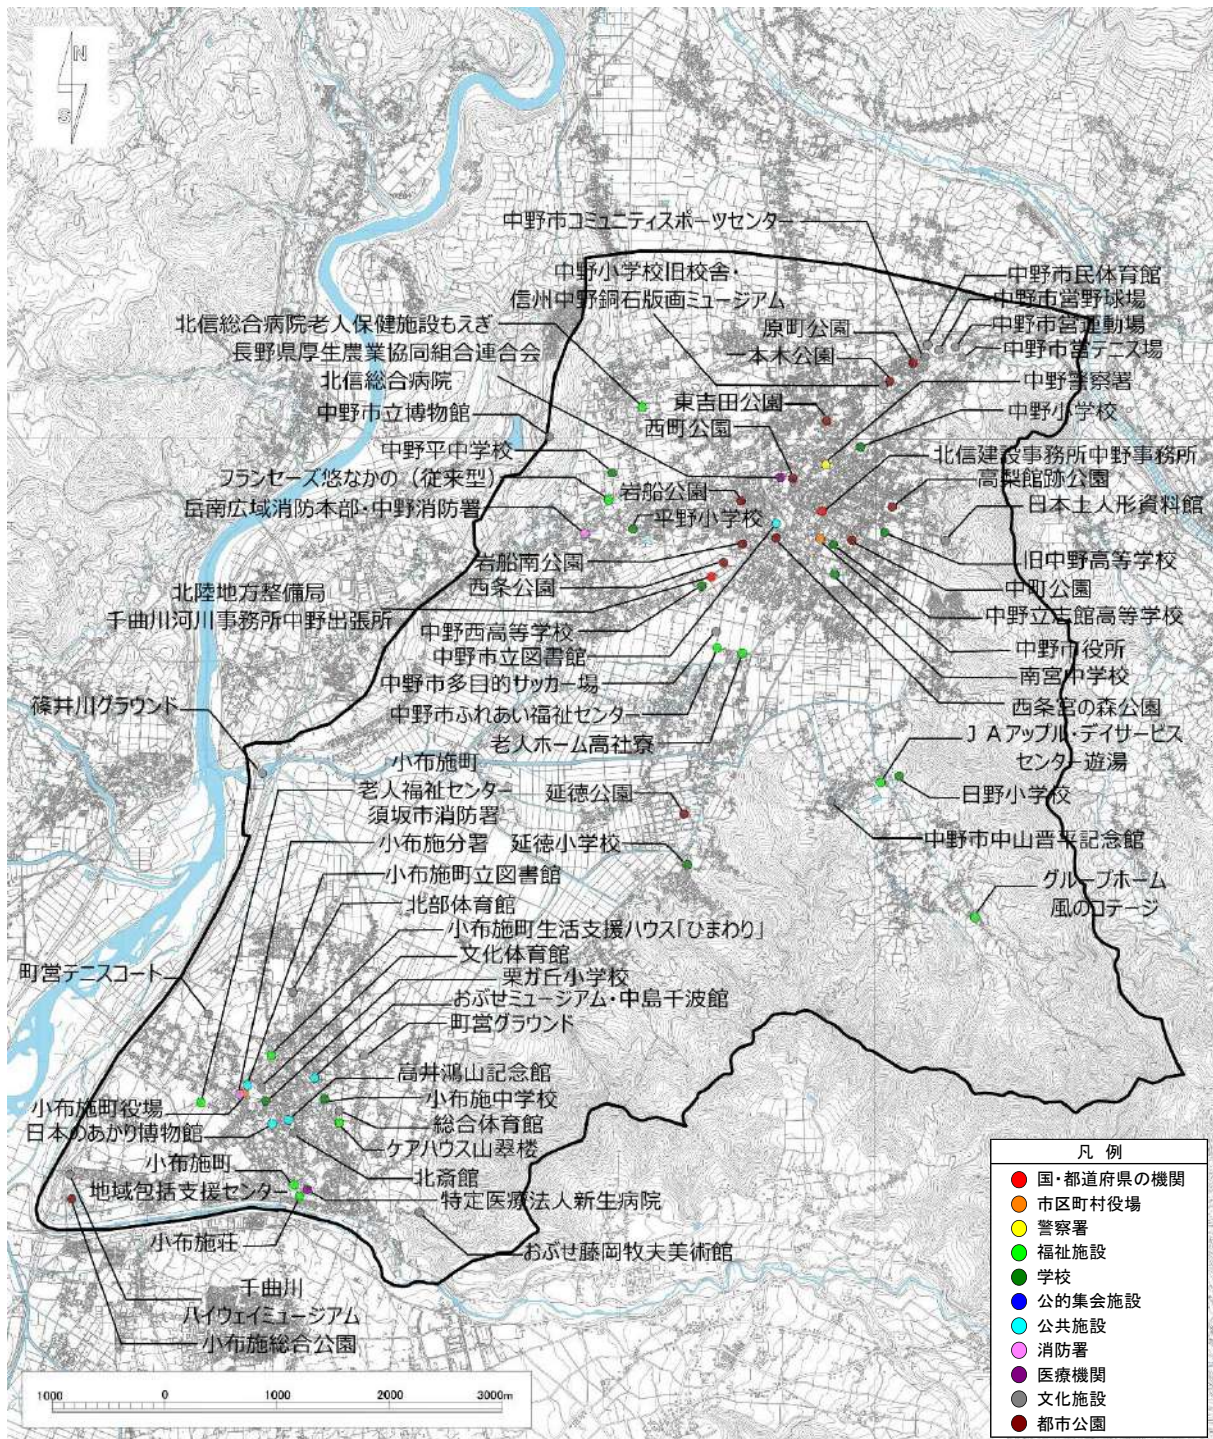 N
S
中野市コミュニティスポーツセンター
中野小学校旧校舎・
信州中野銅石版画ミュージアム
中野市民体育館
中野市営野球場
中野市営運動場
中野市営テニス場
原町公園
一本木公園
北信総合病院老人保健施設もえぎ
長野県厚生農業協同組合連合会
北信総合病院
中野市立博物館
中野平中学校
フランセーズ悠なかの（従来型）
岳南広域消防本部・中野消防署
東吉田公園
西町公園
岩船公園
平野小学校
中野警察署
中野小学校
北信建設事務所中野事務所
高梨館跡公園
日本土人形資料館
旧中野高等学校
中町公園
中野立志館高等学校
中野市役所
南宮中学校
西条宮の森公園
岩船南公園
西条公園
北陸地方整備局
千曲川河川事務所中野出張所
中野西高等学校
中野市立図書館
中野市多目的サッカー場
中野市ふれあい福祉センター
老人ホーム高社寮
篠井川グラウンド
ＪＡアップル・デイサービス
センター遊湯
日野小学校
中野市中山晋平記念館
グループホーム
風のコテージ
延徳公園
延徳小学校
小布施町
老人福祉センター
須坂市消防署
小布施分署
小布施町立図書館
北部体育館
小布施町生活支援ハウス「ひまわり」
文化体育館
栗ガ丘小学校
おぶせミュージアム・中島千波館
町営グラウンド
町営テニスコート
高井鴻山記念館
小布施中学校
総合体育館
ケアハウス山翠楼
北斎館
特定医療法人新生病院
おぶせ藤岡牧夫美術館
小布施町役場
日本のあかり博物館
小布施町
地域包括支援センター
小布施荘
千曲川
ハイウェイミュージアム
小布施総合公園
1000 0 1000 2000 3000m
凡 例
国・都道府県の機関
市区町村役場
警察署
福祉施設
学校
公的集会施設
公共施設
消防署
医療機関
文化施設
都市公園